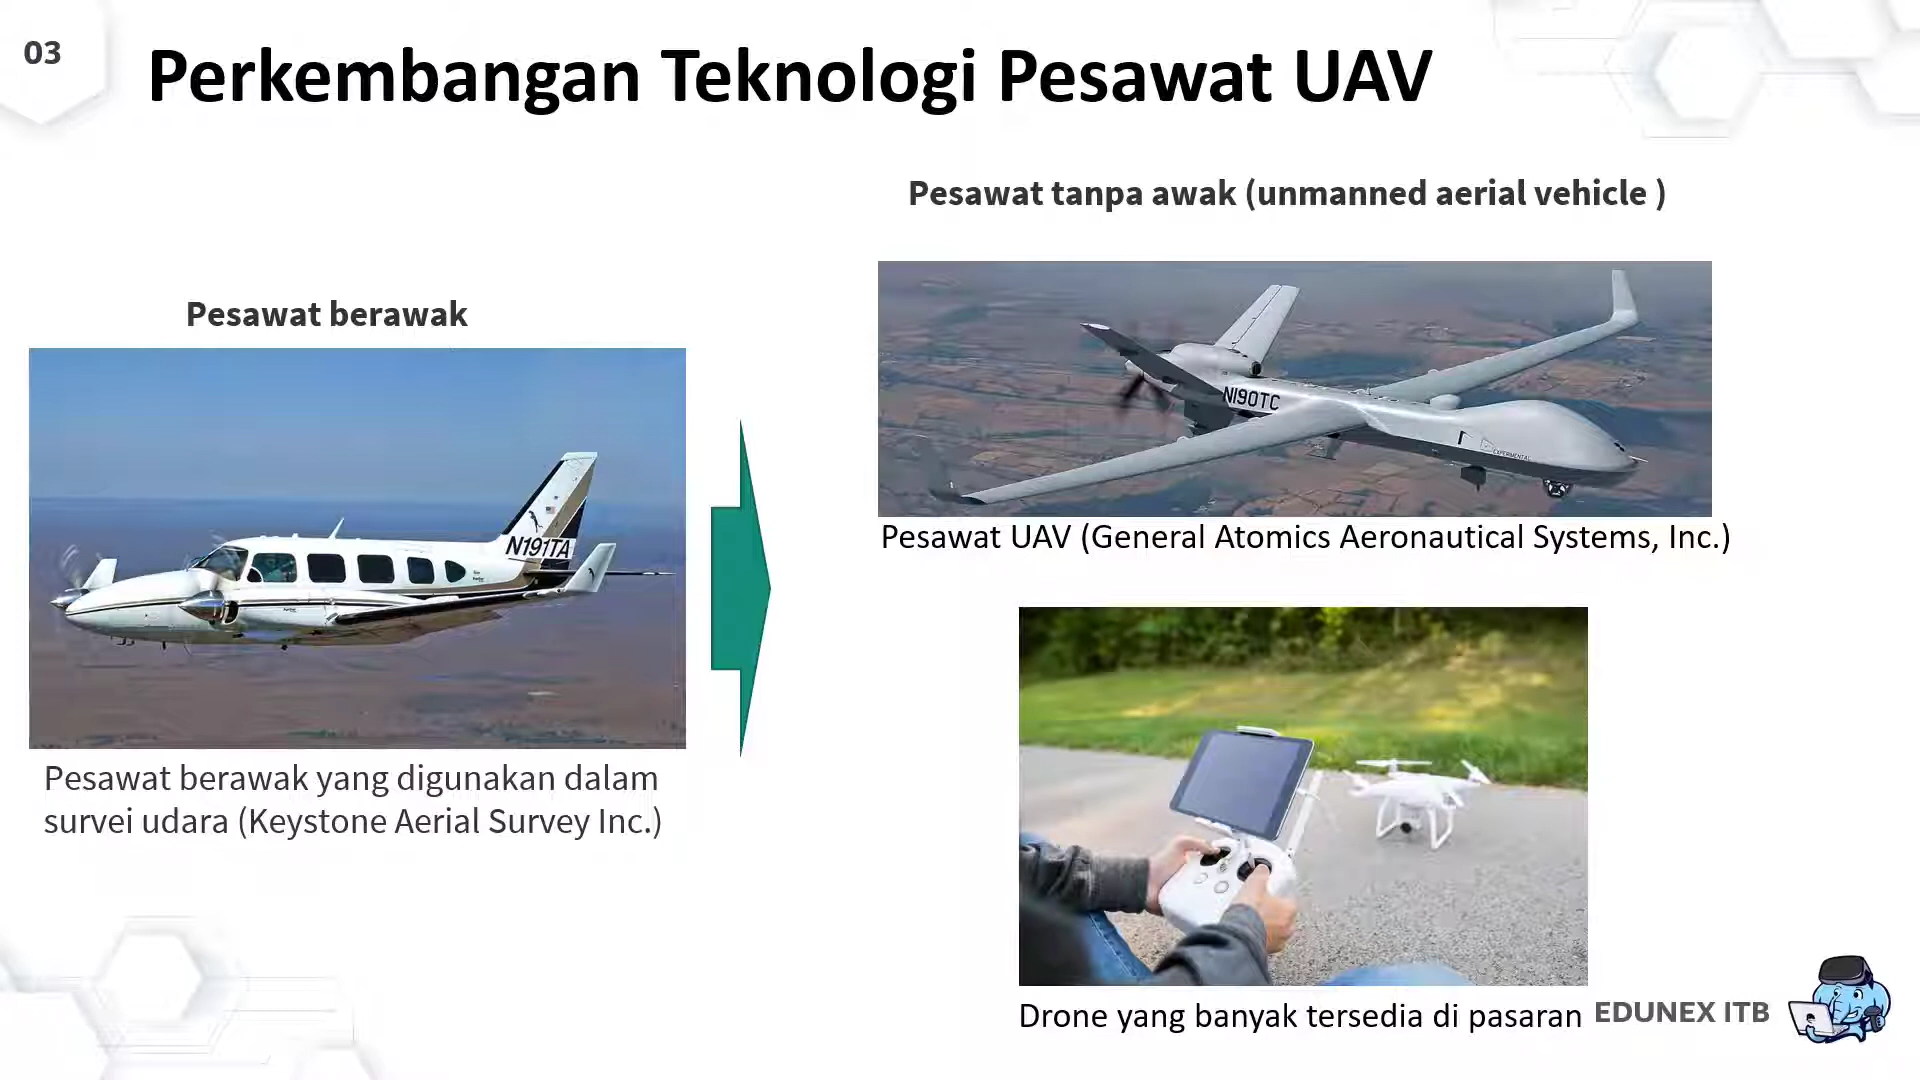 03
Perkembangan Teknologi Pesawat UAV
Pesawat berawak
N191TA
Pesawat berawak yang digunakan dalam
survei udara (Keystone Aerial Survey Inc.)
Pesawat tanpa awak (unmanned aerial vehicle )
N190TC
EXPERIMENTAL
Pesawat UAV (General Atomics Aeronautical Systems, Inc.)
Drone yang banyak tersedia di pasaran
EDUNEX ITB